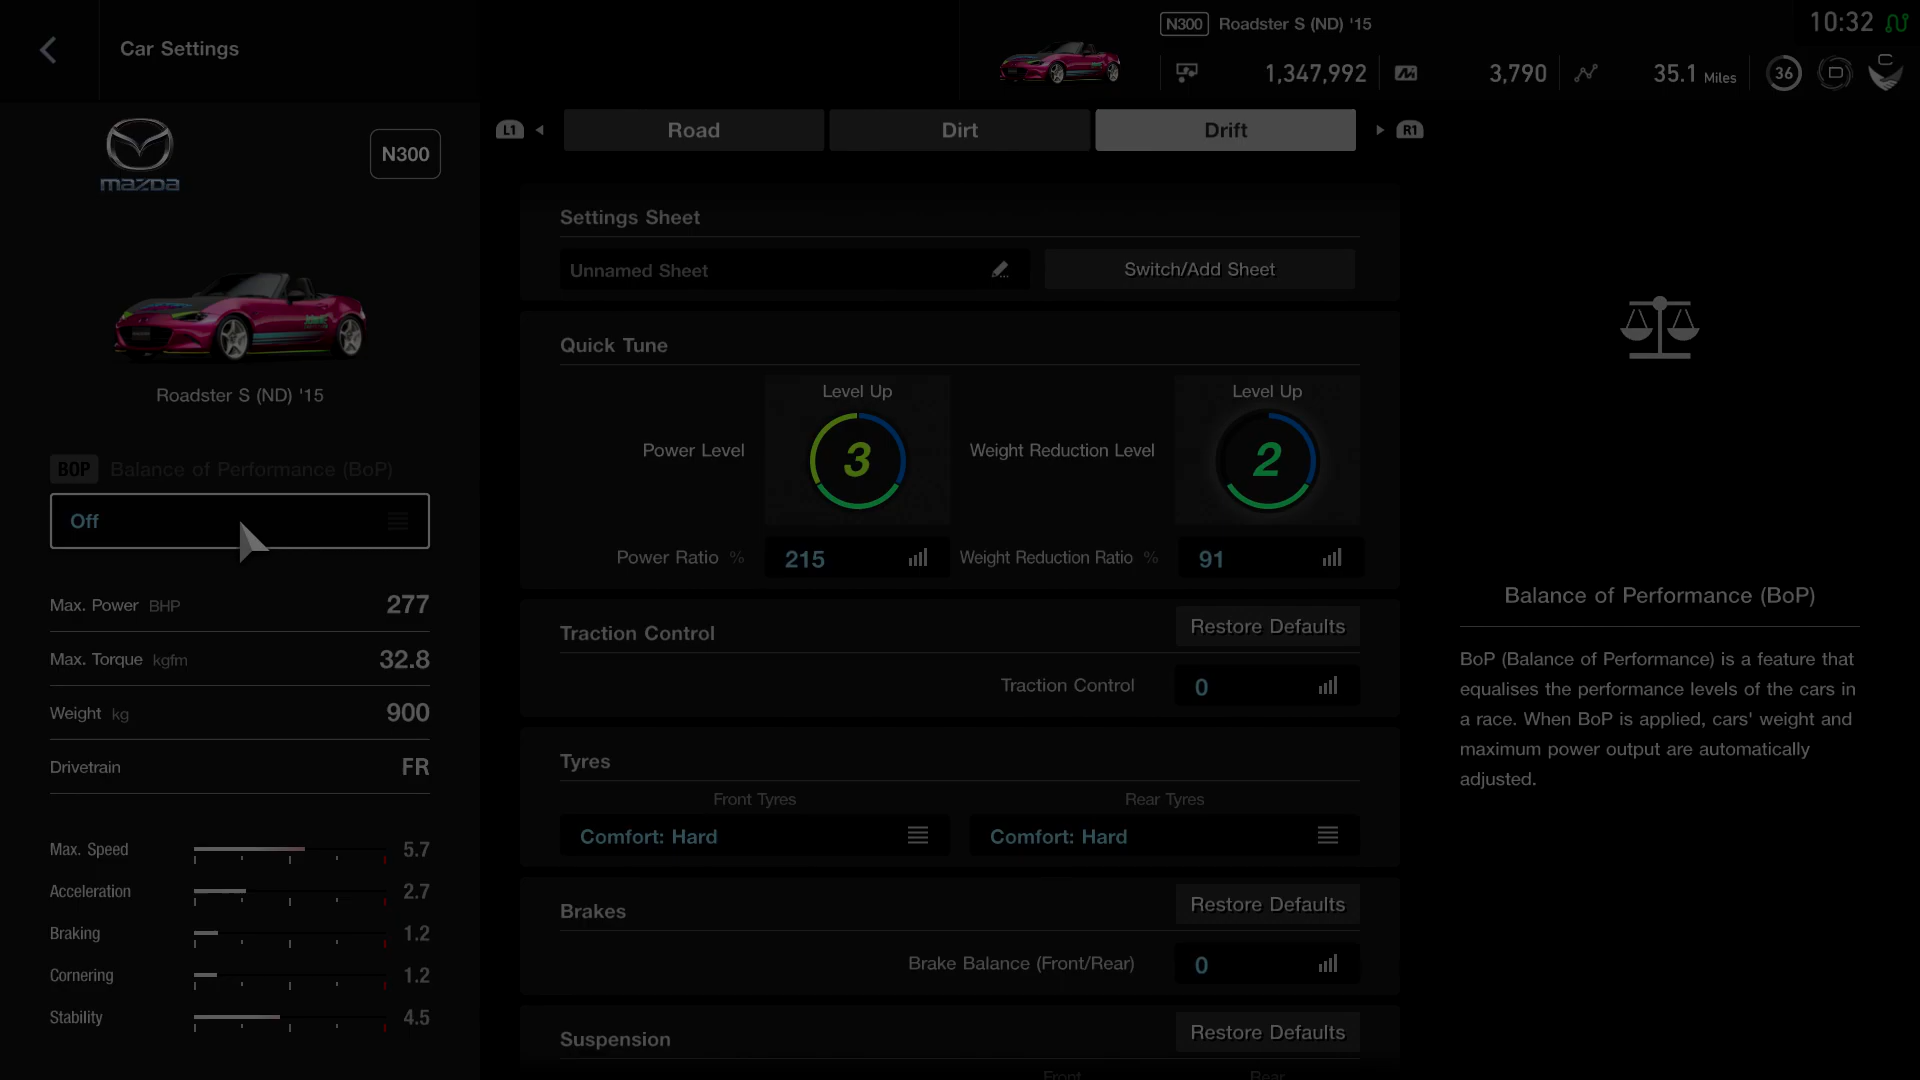 Car Settings
N300 Roadster S (ND) '15
10:32
1,347,992
3,790
35.1 Miles
36
D
C
mazda
N300
Roadster S (ND) '15
BOP Balance of Performance (BoP)
Off
Max. Power BHP 277
Max. Torque kgfm 32.8
Weight kg 900
Drivetrain FR
Max. Speed 5.7
Acceleration 2.7
Braking 1.2
Cornering 1.2
Stability 4.5
L1 Road Dirt Drift R1
Settings Sheet
Unnamed Sheet
Switch/Add Sheet
Quick Tune
Level Up
Power Level 3
Level Up
Weight Reduction Level 2
Power Ratio % 215
Weight Reduction Ratio % 91
Traction Control
Restore Defaults
Traction Control 0
Tyres
Front Tyres Rear Tyres
Comfort: Hard Comfort: Hard
Brakes
Restore Defaults
Brake Balance (Front/Rear) 0
Suspension
Restore Defaults
Front Rear
Balance of Performance (BoP)
BoP (Balance of Performance) is a feature that
equalises the performance levels of the cars in
a race. When BoP is applied, cars' weight and
maximum power output are automatically
adjusted.